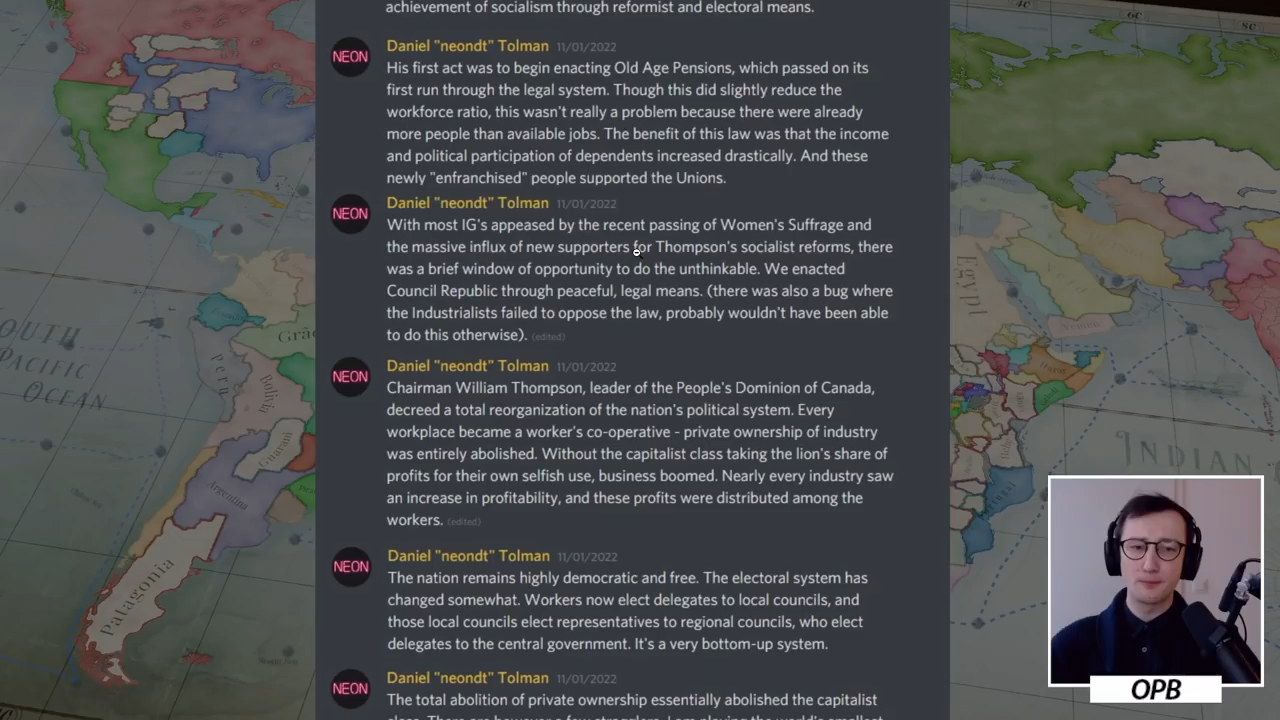 achievement of socialism through reformist and electoral means.
NEON
Daniel "neondt" Tolman 11/01/2022
His first act was to begin enacting Old Age Pensions, which passed on its
first run through the legal system. Though this did slightly reduce the
workforce ratio, this wasn't really a problem because there were already
more people than available jobs. The benefit of this law was that the income
and political participation of dependents increased drastically. And these
newly "enfranchised" people supported the Unions.
NEON
Daniel "neondt" Tolman 11/01/2022
With most IG's appeased by the recent passing of Women's Suffrage and
the massive influx of new supporters for Thompson's socialist reforms, there
was a brief window of opportunity to do the unthinkable. We enacted
Council Republic through peaceful, legal means. (there was also a bug where
the Industrialists failed to oppose the law, probably wouldn't have been able
to do this otherwise). (edited)
NEON
Daniel "neondt" Tolman 11/01/2022
Chairman William Thompson, leader of the People's Dominion of Canada,
decreed a total reorganization of the nation's political system. Every
workplace became a worker's co-operative - private ownership of industry
was entirely abolished. Without the capitalist class taking the lion's share of
profits for their own selfish use, business boomed. Nearly every industry saw
an increase in profitability, and these profits were distributed among the
workers. (edited)
NEON
Daniel "neondt" Tolman 11/01/2022
The nation remains highly democratic and free. The electoral system has
changed somewhat. Workers now elect delegates to local councils, and
those local councils elect representatives to regional councils, who elect
delegates to the central government. It's a very bottom-up system.
NEON
Daniel "neondt" Tolman 11/01/2022
The total abolition of private ownership essentially abolished the capitalist
SOUTH
PACIFIC
OCEAN
Peru
Bolivia
Grã
Guarani
Argentina
Patagonia
Egypt
Yemen
INDIAN
OPB